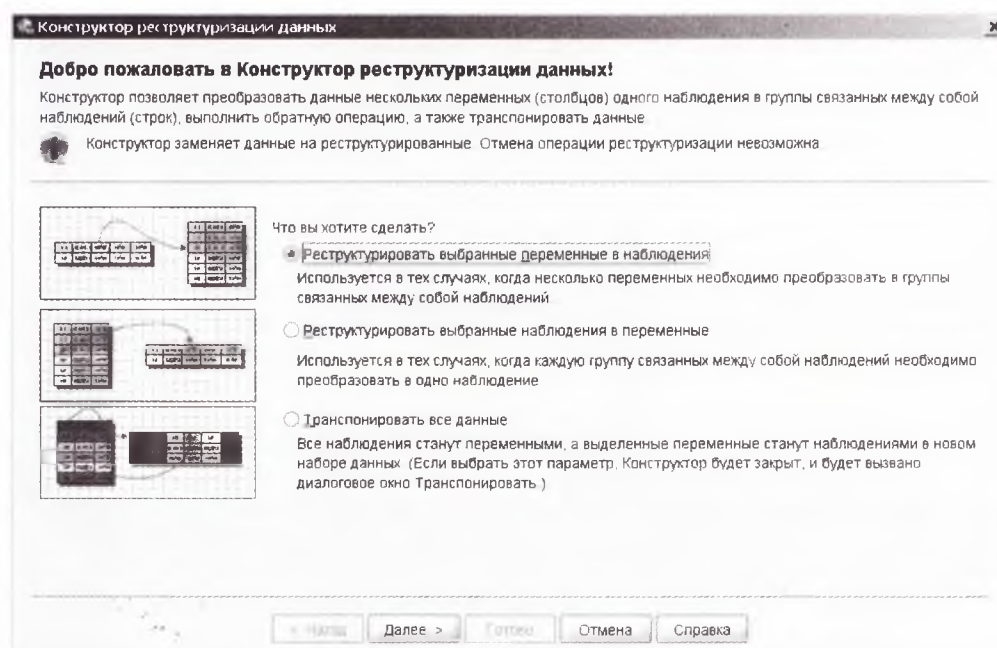 Конструктор реструктуризации данных
Добро пожаловать в Конструктор реструктуризации данных!
Конструктор позволяет преобразовать данные нескольких переменных (столбцов) одного наблюдения в группы связанных между собой
наблюдений (строк), выполнить обратную операцию, а также транспонировать данные
Конструктор заменяет данные на реструктурированные Отмена операции реструктуризации невозможна
Что вы хотите сделать?
Реструктурировать выбранные переменные в наблюдения
Используется в тех случаях, когда несколько переменных необходимо преобразовать в группы
связанных между собой наблюдений
Реструктурировать выбранные наблюдения в переменные
Используется в тех случаях, когда каждую группу связанных между собой наблюдений необходимо
преобразовать в одно наблюдение
Транспонировать все данные
Все наблюдения станут переменными, а выделенные переменные станут наблюдениями в новом
наборе данных. (Если выбрать этот параметр, Конструктор будет закрыт, и будет вызвано
диалоговое окно Транспонировать.)
< Назад Далее > Готово Отмена Справка